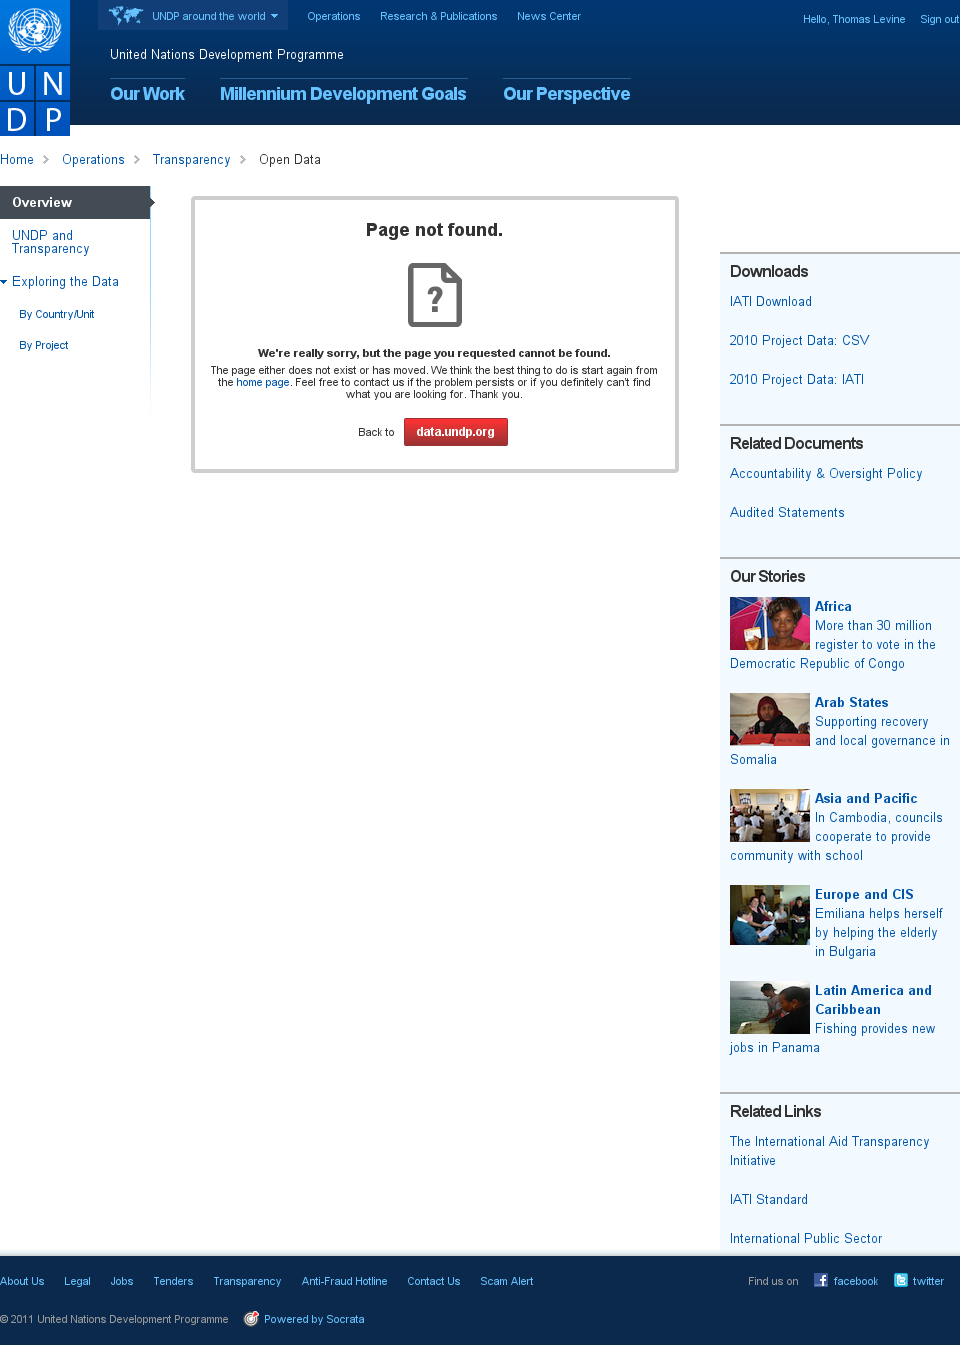 UNDP around the world
Operations
Research & Publications
News Center
Hello, Thomas Levine
Sign out
UN
DP
United Nations Development Programme
Our Work
Millennium Development Goals
Our Perspective
Home
Operations
Transparency
Open Data
Overview
UNDP and
Transparency
Exploring the Data
By Country/Unit
By Project
Page not found.
?
We're really sorry, but the page you requested cannot be found.
The page either does not exist or has moved. We think the best thing to do is start again from
the home page. Feel free to contact us if the problem persists or if you definitely can't find
what you are looking for. Thank you.
Back to
data.undp.org
Downloads
IATI Download
2010 Project Data: CSV
2010 Project Data: IATI
Related Documents
Accountability & Oversight Policy
Audited Statements
Our Stories
Africa
More than 30 million
register to vote in the
Democratic Republic of Congo
Arab States
Supporting recovery
and local governance in
Somalia
Asia and Pacific
In Cambodia, councils
cooperate to provide
community with school
Europe and CIS
Emiliana helps herself
by helping the elderly
in Bulgaria
Latin America and
Caribbean
Fishing provides new
jobs in Panama
Related Links
The International Aid Transparency
Initiative
IATI Standard
International Public Sector
About Us
Legal
Jobs
Tenders
Transparency
Anti-Fraud Hotline
Contact Us
Scam Alert
Find us on
facebook
twitter
© 2011 United Nations Development Programme
Powered by Socrata